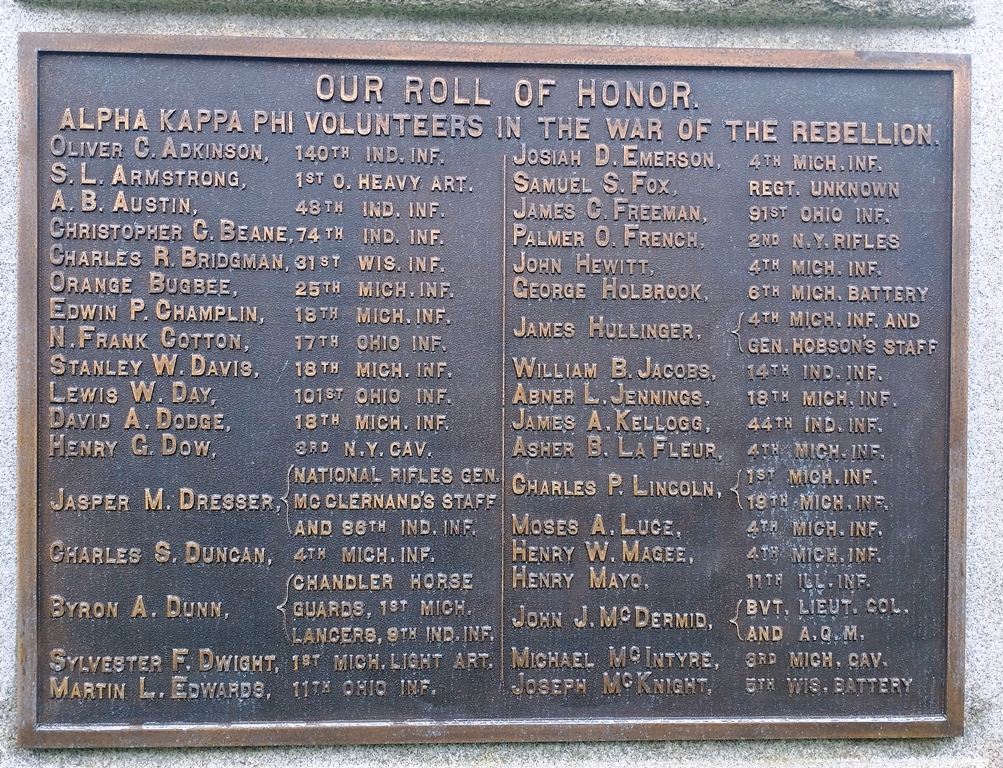 OUR ROLL OF HONOR.
ALPHA KAPPA PHI VOLUNTEERS IN THE WAR OF THE REBELLION.
OLIVER C. ADKINSON, 140TH IND. INF.
S. L. ARMSTRONG, 1ST O. HEAVY ART.
A. B. AUSTIN, 48TH IND. INF.
CHRISTOPHER C. BEANE, 74TH IND. INF.
CHARLES R. BRIDGMAN, 31ST WIS. INF.
ORANGE BUGBEE, 25TH MICH. INF.
EDWIN P. CHAMPLIN, 18TH MICH. INF.
N. FRANK COTTON, 17TH OHIO INF.
STANLEY W. DAVIS, 18TH MICH. INF.
LEWIS W. DAY, 101ST OHIO INF.
DAVID A. DODGE, 18TH MICH. INF.
HENRY G. DOW, 3RD N.Y. CAV.
JASPER M. DRESSER, NATIONAL RIFLES GEN.
MCCLERNAND'S STAFF
AND 86TH IND. INF.
CHARLES S. DUNCAN, 4TH MICH. INF.
BYRON A. DUNN, CHANDLER HORSE
GUARDS, 1ST MICH.
LANCERS, 9TH IND. INF.
SYLVESTER F. DWIGHT, 1ST MICH. LIGHT ART.
MARTIN L. EDWARDS, 11TH OHIO INF.
JOSIAH D. EMERSON, 4TH MICH. INF.
SAMUEL S. FOX, REGT. UNKNOWN
JAMES C. FREEMAN, 91ST OHIO INF.
PALMER O. FRENCH, 2ND N.Y. RIFLES
JOHN HEWITT, 4TH MICH. INF.
GEORGE HOLBROOK, 6TH MICH. BATTERY
JAMES HULLINGER, 4TH MICH. INF. AND
GEN. HOBSON'S STAFF
WILLIAM B. JACOBS, 14TH IND. INF.
ABNER L. JENNINGS, 18TH MICH. INF.
JAMES A. KELLOGG, 44TH IND. INF.
ASHER B. LAFLEUR, 4TH MICH. INF.
CHARLES P. LINCOLN, 1ST MICH. INF.
19TH MICH. INF.
MOSES A. LUCE, 4TH MICH. INF.
HENRY W. MAGEE, 4TH MICH. INF.
HENRY MAYO, 11TH ILL. INF.
JOHN J. MCDERMID, BVT. LIEUT. COL.
AND A.Q.M.
MICHAEL MCINTYRE, 3RD MICH. CAV.
JOSEPH MCKNIGHT, 5TH WIS. BATTERY